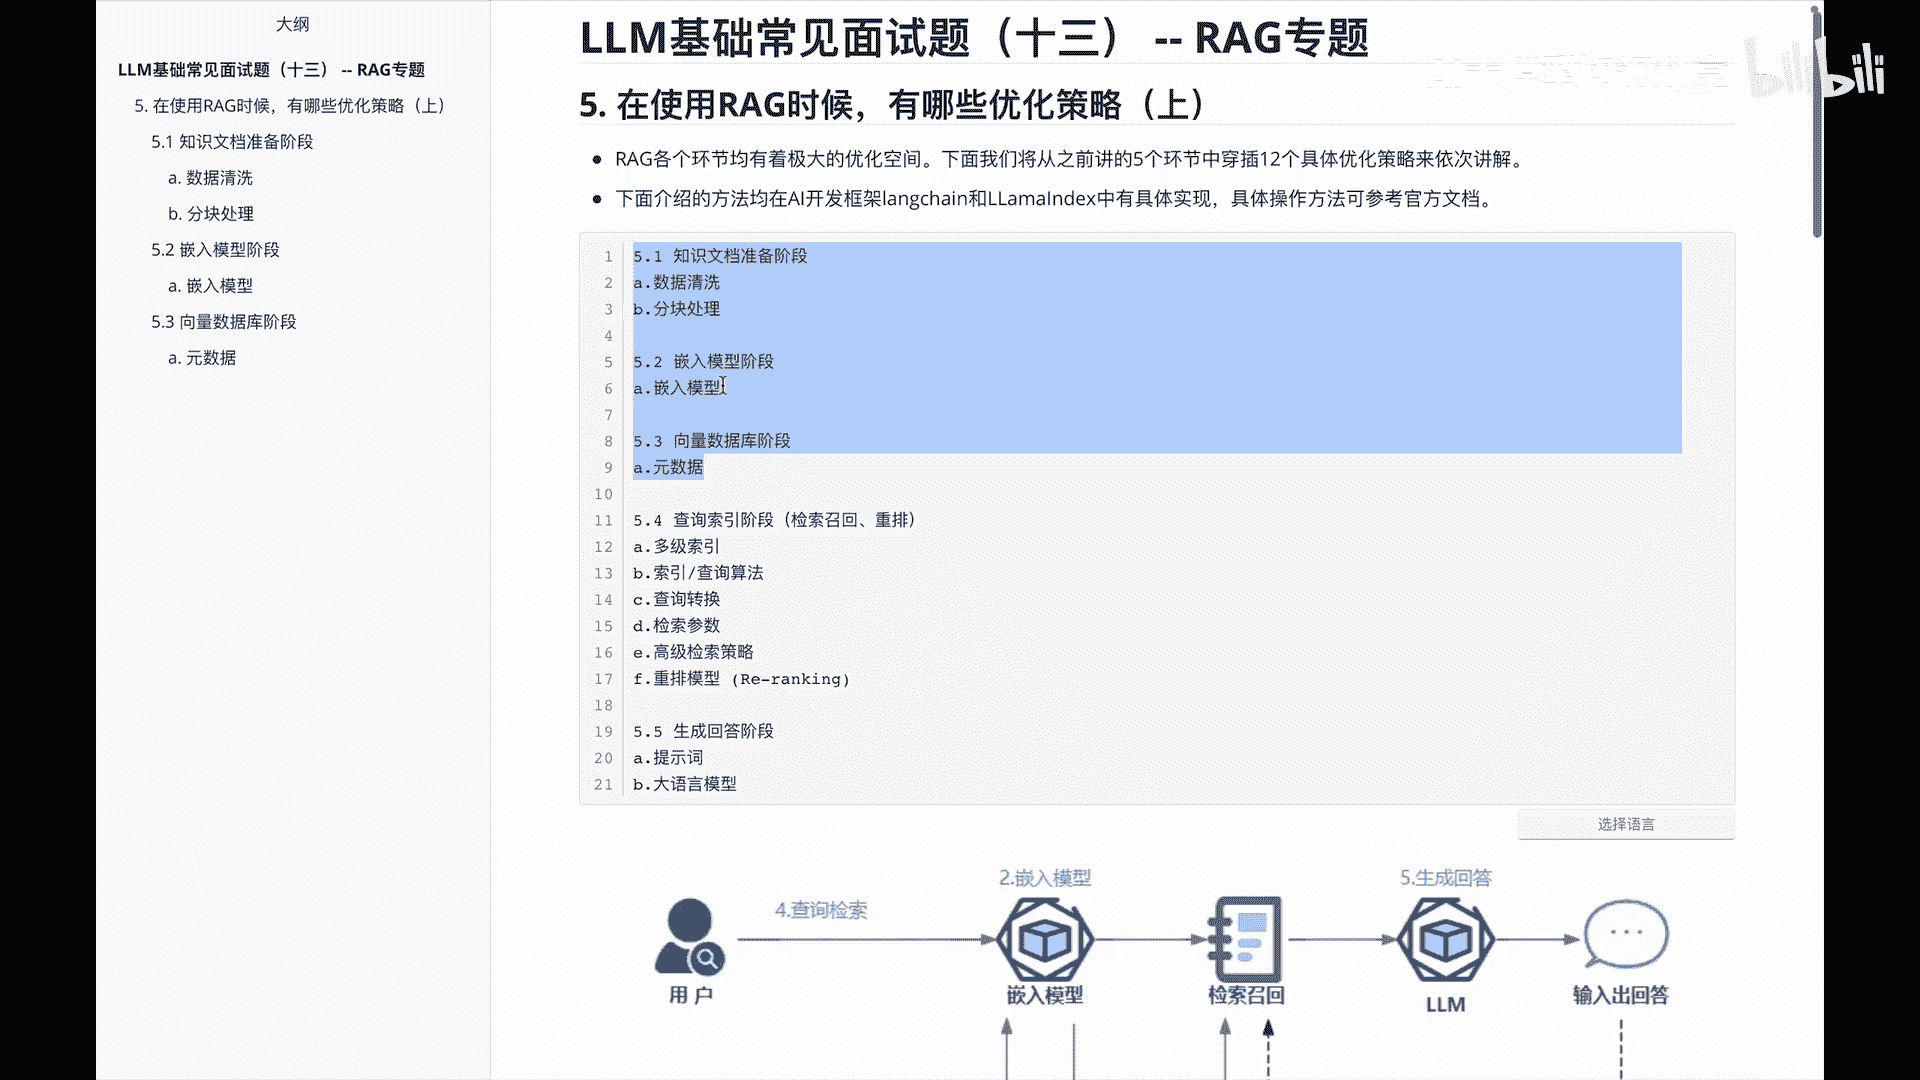 大纲
LLM基础常见面试题（十三） -- RAG专题
5. 在使用RAG时候，有哪些优化策略（上）
5.1 知识文档准备阶段
a. 数据清洗
b. 分块处理
5.2 嵌入模型阶段
a. 嵌入模型
5.3 向量数据库阶段
a. 元数据
LLM基础常见面试题（十三） -- RAG专题
bilibili
5. 在使用RAG时候，有哪些优化策略（上）
• RAG各个环节均有着极大的优化空间。下面我们将从之前讲的5个环节中穿插12个具体优化策略来依次讲解。
• 下面介绍的方法均在AI开发框架langchain和LLamaIndex中有具体实现，具体操作方法可参考官方文档。
1 5.1 知识文档准备阶段
2 a.数据清洗
3 b.分块处理
4
5 5.2 嵌入模型阶段
6 a.嵌入模型
7
8 5.3 向量数据库阶段
9 a.元数据
10
11 5.4 查询索引阶段（检索召回、重排）
12 a.多级索引
13 b.索引/查询算法
14 c.查询转换
15 d.检索参数
16 e.高级检索策略
17 f.重排模型 (Re-ranking)
18
19 5.5 生成回答阶段
20 a.提示词
21 b.大语言模型
选择语言
2.嵌入模型
5.生成回答
4.查询检索
用 户
嵌入模型
检索召回
LLM
输入出回答